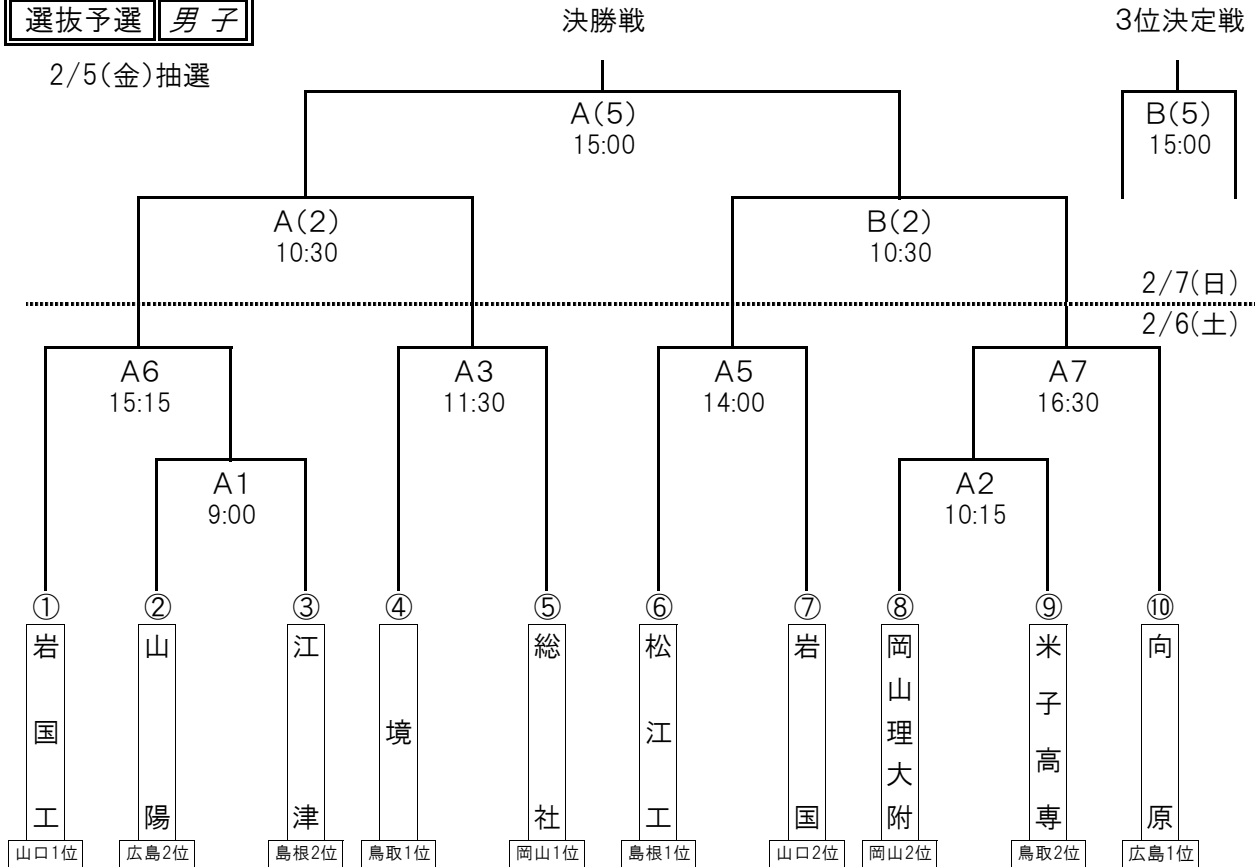 選抜予選 男子
決勝戦
3位決定戦
2/5(金)抽選
A(5)
15:00
B(5)
15:00
A(2)
10:30
B(2)
10:30
2/7(日)
2/6(土)
A6
15:15
A3
11:30
A5
14:00
A7
16:30
A1
9:00
A2
10:15
① ② ③ ④ ⑤ ⑥ ⑦ ⑧ ⑨ ⑩
岩国工
山陽
江津
境
総社
松江工
岩国
岡山理大附
米子高専
向原
山口1位 広島2位 島根2位 鳥取1位 岡山1位 島根1位 山口2位 岡山2位 鳥取2位 広島1位